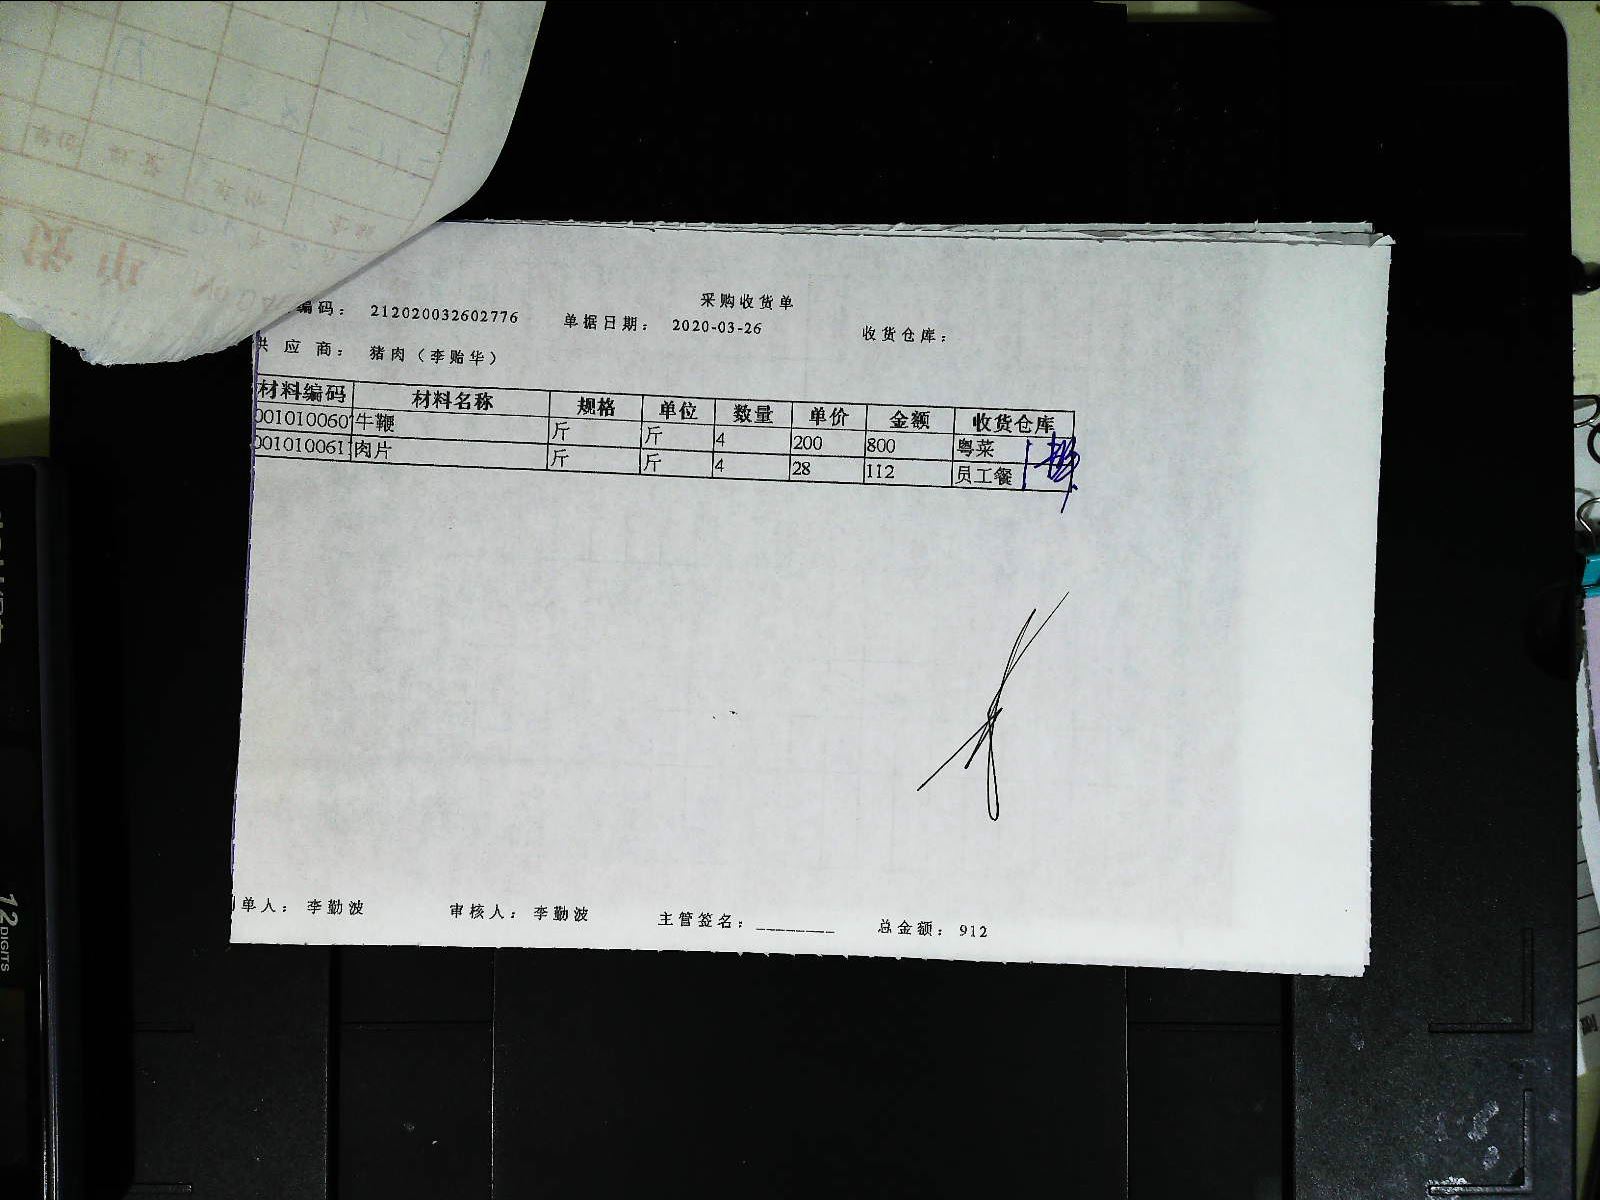 采购收货单
编码: 212020032602776 单据日期: 2020-03-26 收货仓库:
供应商: 猪肉（李贻华）
材料编码 材料名称 规格 单位 数量 单价 金额 收货仓库
001010060 牛鞭 斤 斤 4 200 800 粤菜
001010061 肉片 斤 斤 4 28 112 员工餐
单人: 李勤波 审核人: 李勤波 主管签名: ________ 总金额: 912
12 DIGITS